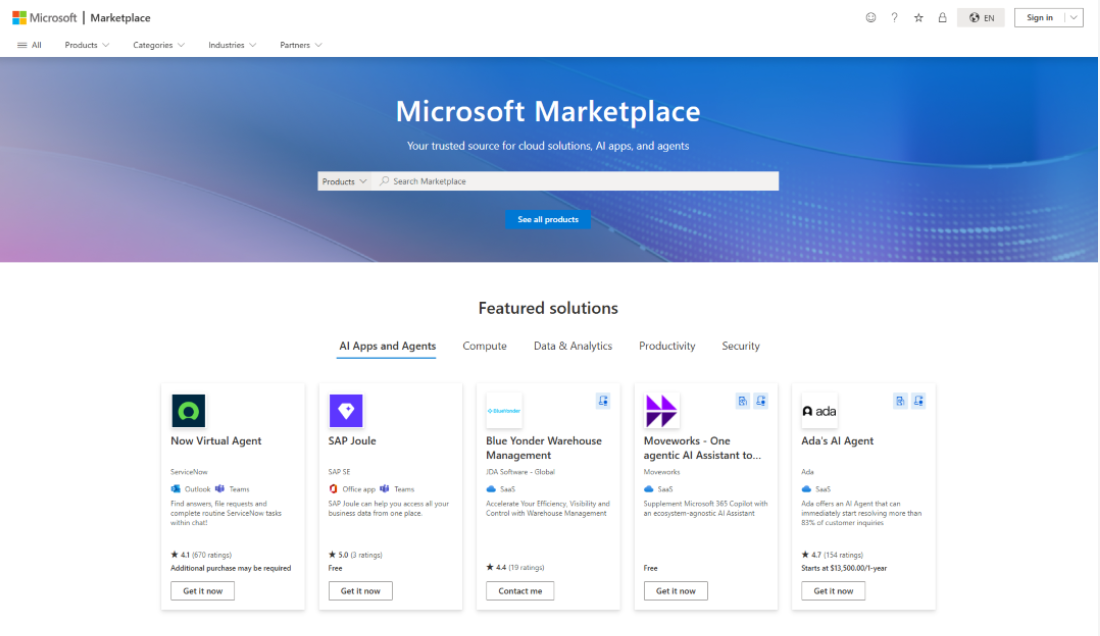 Microsoft | Marketplace
EN
Sign in
All
Products
Categories
Industries
Partners
Microsoft Marketplace
Your trusted source for cloud solutions, AI apps, and agents
Products
Search Marketplace
See all products
Featured solutions
AI Apps and Agents
Compute
Data & Analytics
Productivity
Security
Now Virtual Agent
ServiceNow
Outlook Teams
Find answers, file requests and
complete routine ServiceNow tasks
within chat!
★ 4.1 (670 ratings)
Additional purchase may be required
Get it now
SAP Joule
SAP SE
Office app Teams
SAP Joule can help you access all your
business data from one place.
★ 5.0 (3 ratings)
Free
Get it now
BlueYonder
Blue Yonder Warehouse
Management
JDA Software - Global
SaaS
Accelerate Your Efficiency, Visibility and
Control with Warehouse Management
★ 4.4 (19 ratings)
Contact me
Moveworks - One
agentic AI Assistant to...
Moveworks
SaaS
Supplement Microsoft 365 Copilot with
an ecosystem-agnostic AI Assistant
Free
Get it now
ada
Ada's AI Agent
Ada
SaaS
Ada offers an AI Agent that can
immediately start resolving more than
83% of customer inquiries
★ 4.7 (154 ratings)
Starts at $13,500.00/1-year
Get it now